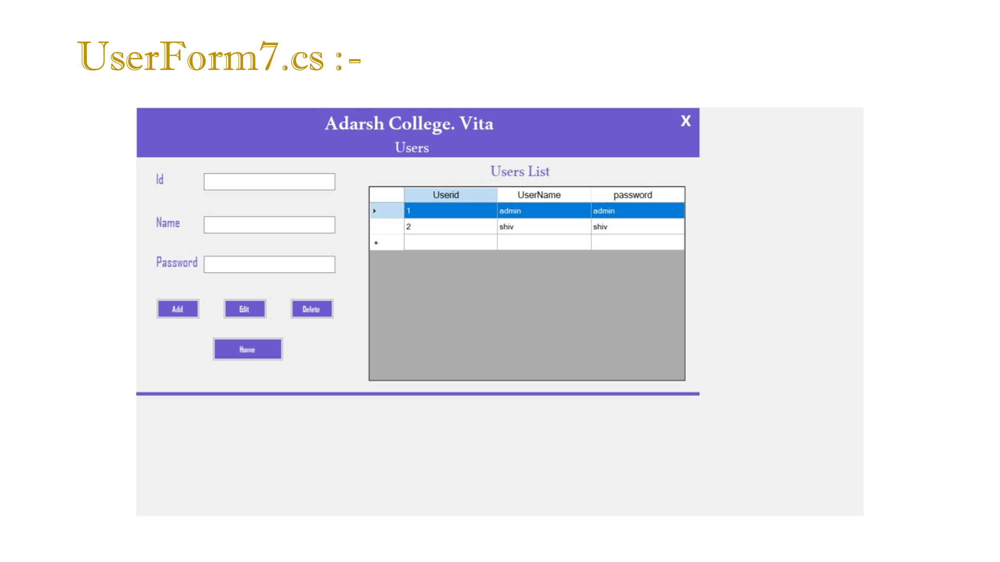 UserForm7.cs :-
Adarsh College. Vita
X
Users
Id
Name
Password
Add Edit Delete
Home
Users List
Userid UserName password
1 admin admin
2 shiv shiv